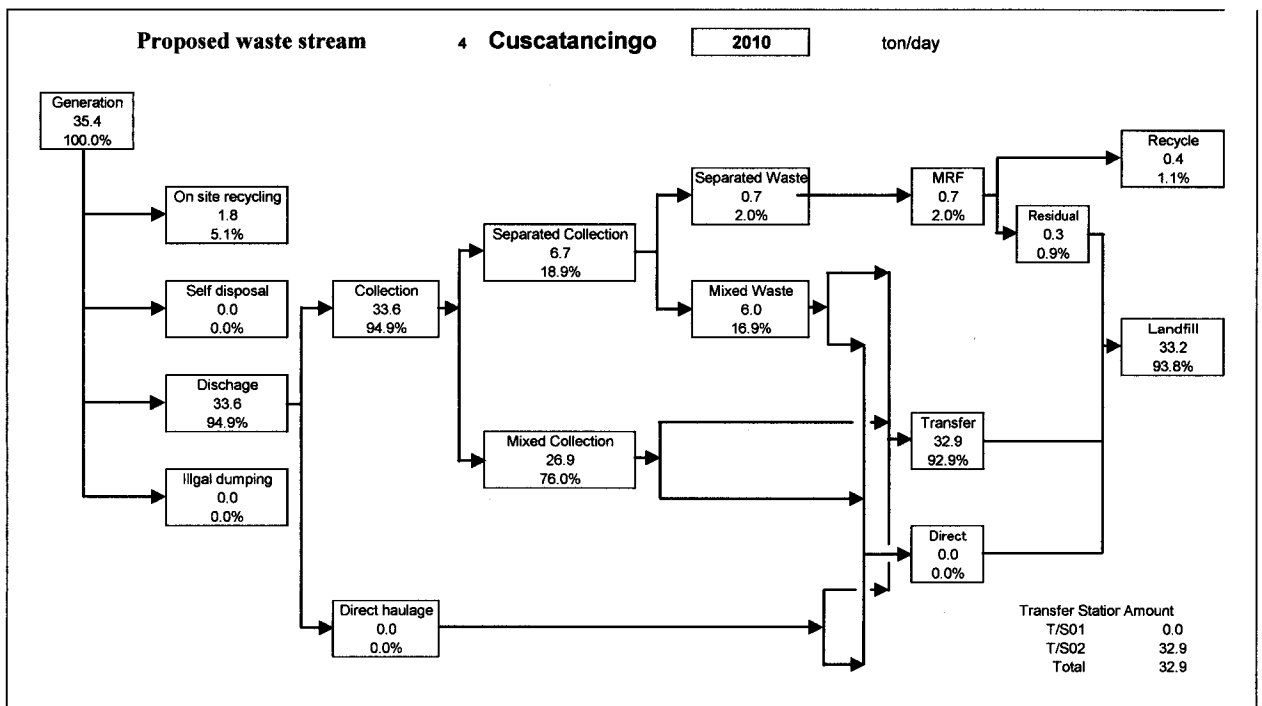 Proposed waste stream 4 Cuscatancingo 2010 ton/day
Generation
35.4
100.0%
On site recycling
1.8
5.1%
Self disposal
0.0
0.0%
Dischage
33.6
94.9%
Illgal dumping
0.0
0.0%
Collection
33.6
94.9%
Direct haulage
0.0
0.0%
Separated Collection
6.7
18.9%
Mixed Collection
26.9
76.0%
Separated Waste
0.7
2.0%
Mixed Waste
6.0
16.9%
MRF
0.7
2.0%
Residual
0.3
0.9%
Recycle
0.4
1.1%
Landfill
33.2
93.8%
Transfer
32.9
92.9%
Direct
0.0
0.0%
Transfer Statior Amount
T/S01 0.0
T/S02 32.9
Total 32.9